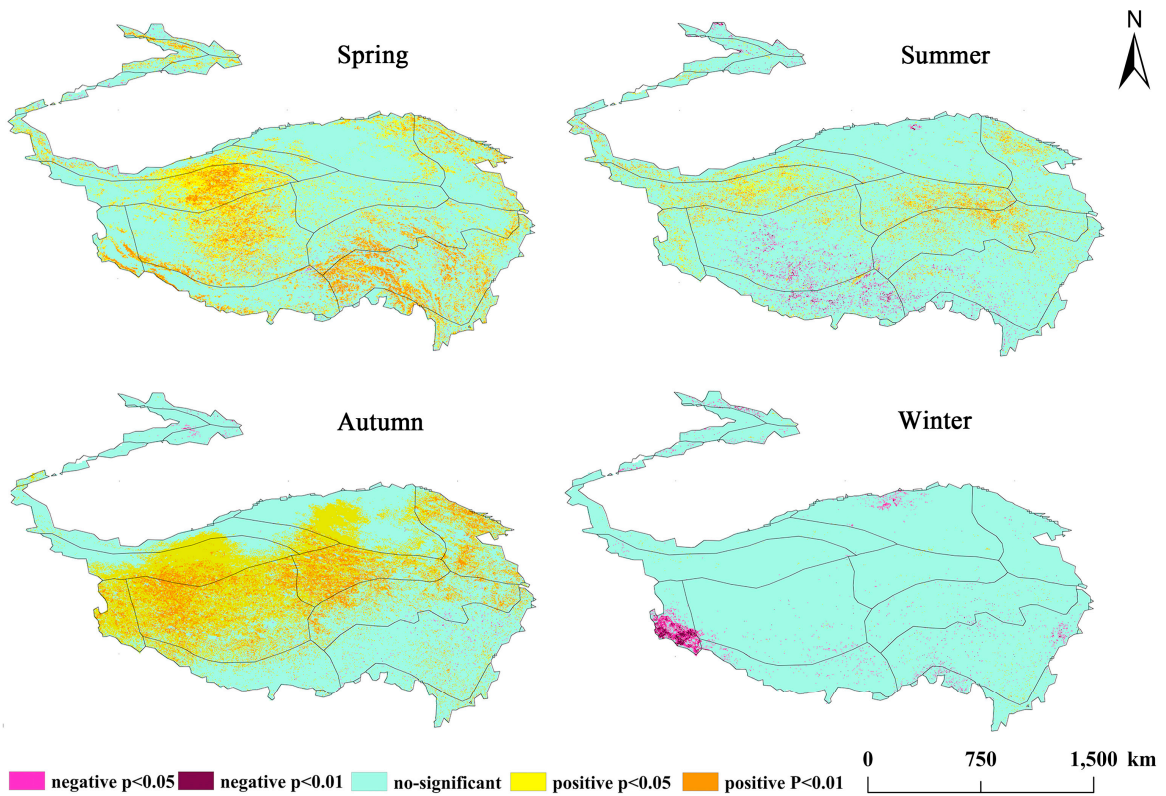 N
Spring
Summer
Autumn
Winter
negative p<0.05 negative p<0.01 no-significant positive p<0.05 positive P<0.01
0 750 1,500 km